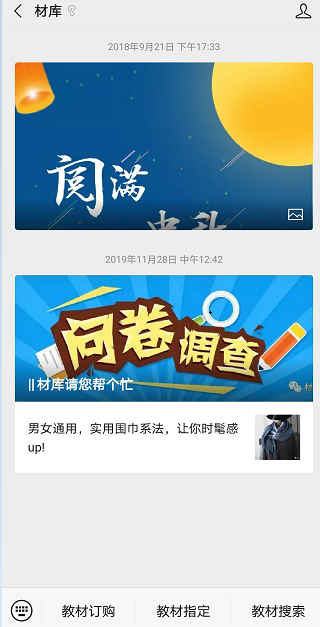 材库
2018年9月21日 下午17:33
阅满
中秋
2019年11月28日 中午12:42
问卷调查
||材库请您帮个忙
材
男女通用，实用围巾系法，让你时髦感
up!
教材订购
教材指定
教材搜索